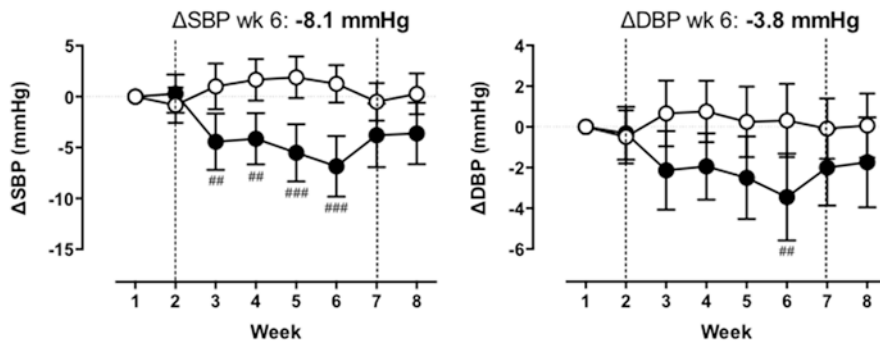 ΔSBP wk 6: -8.1 mmHg
ΔSBP (mmHg)
5
0
-5
-10
-15
##
##
###
###
1 2 3 4 5 6 7 8
Week
ΔDBP wk 6: -3.8 mmHg
ΔDBP (mmHg)
4
2
0
-2
-4
-6
##
1 2 3 4 5 6 7 8
Week